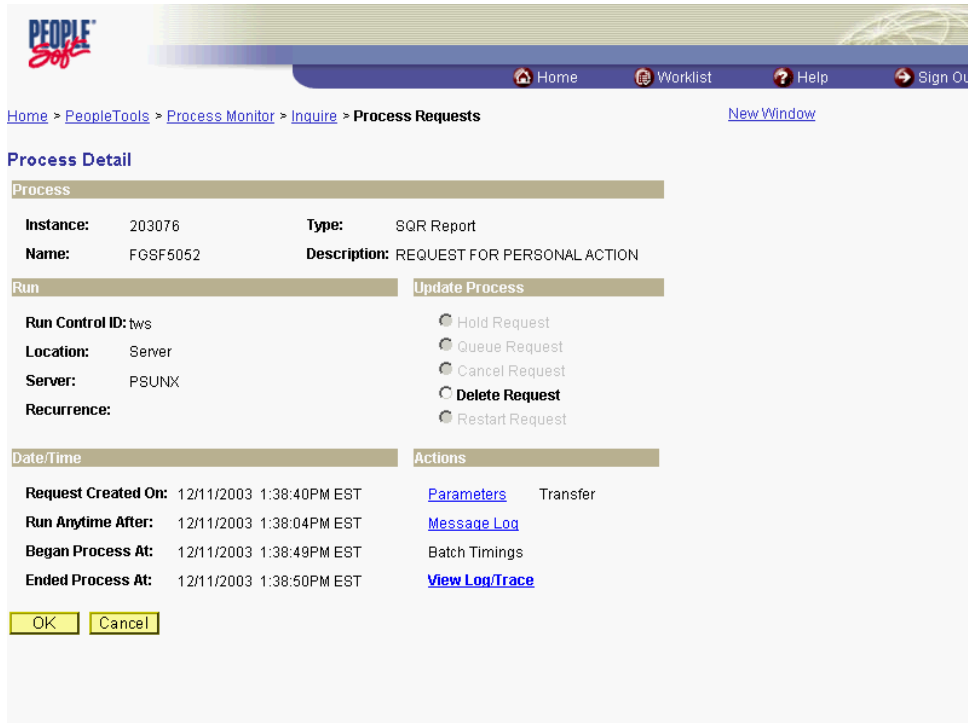 PEOPLE
Soft
Home Worklist Help Sign Ou
Home > PeopleTools > Process Monitor > Inquire > Process Requests New Window
Process Detail
Process
Instance: 203076 Type: SQR Report
Name: FGSF5052 Description: REQUEST FOR PERSONAL ACTION
Run Update Process
Run Control ID: tws Hold Request
Queue Request
Location: Server
Cancel Request
Server: PSUNX
Delete Request
Recurrence:
Restart Request
Date/Time Actions
Request Created On: 12/11/2003 1:38:40PM EST Parameters Transfer
Run Anytime After: 12/11/2003 1:38:04PM EST Message Log
Began Process At: 12/11/2003 1:38:49PM EST Batch Timings
Ended Process At: 12/11/2003 1:38:50PM EST View Log/Trace
OK Cancel